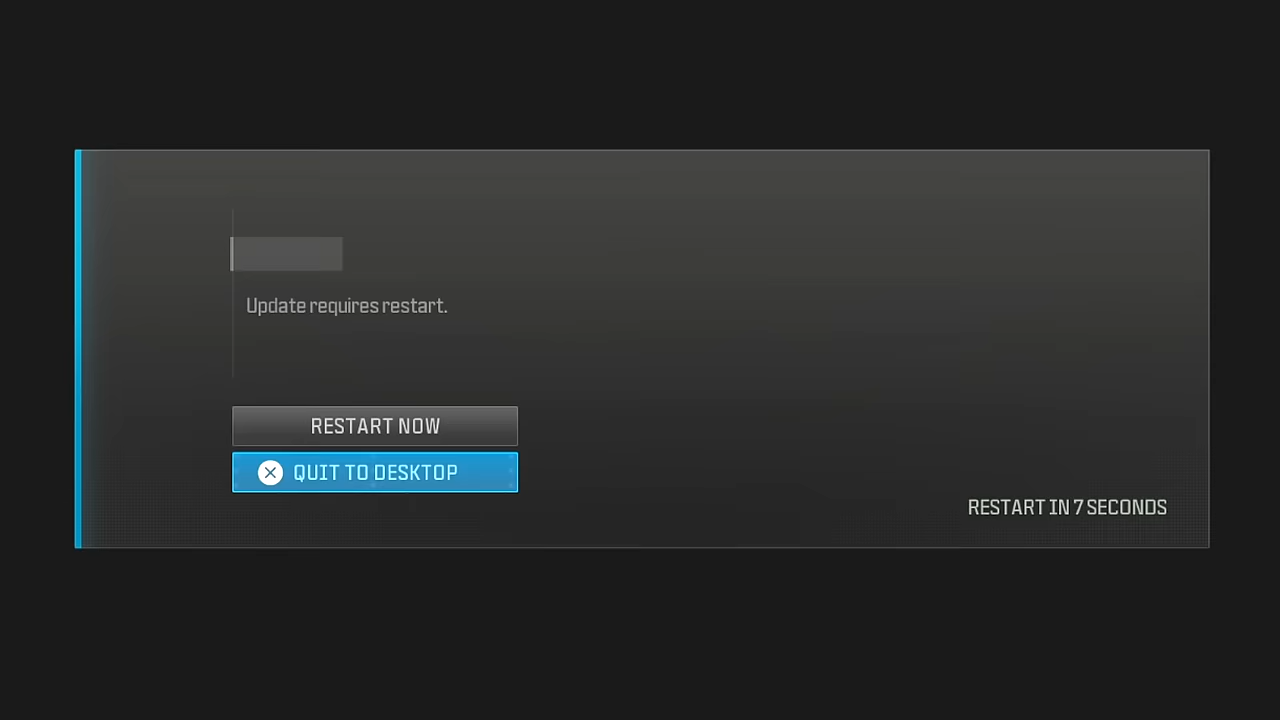 Update requires restart.
RESTART NOW
QUIT TO DESKTOP
RESTART IN 7 SECONDS